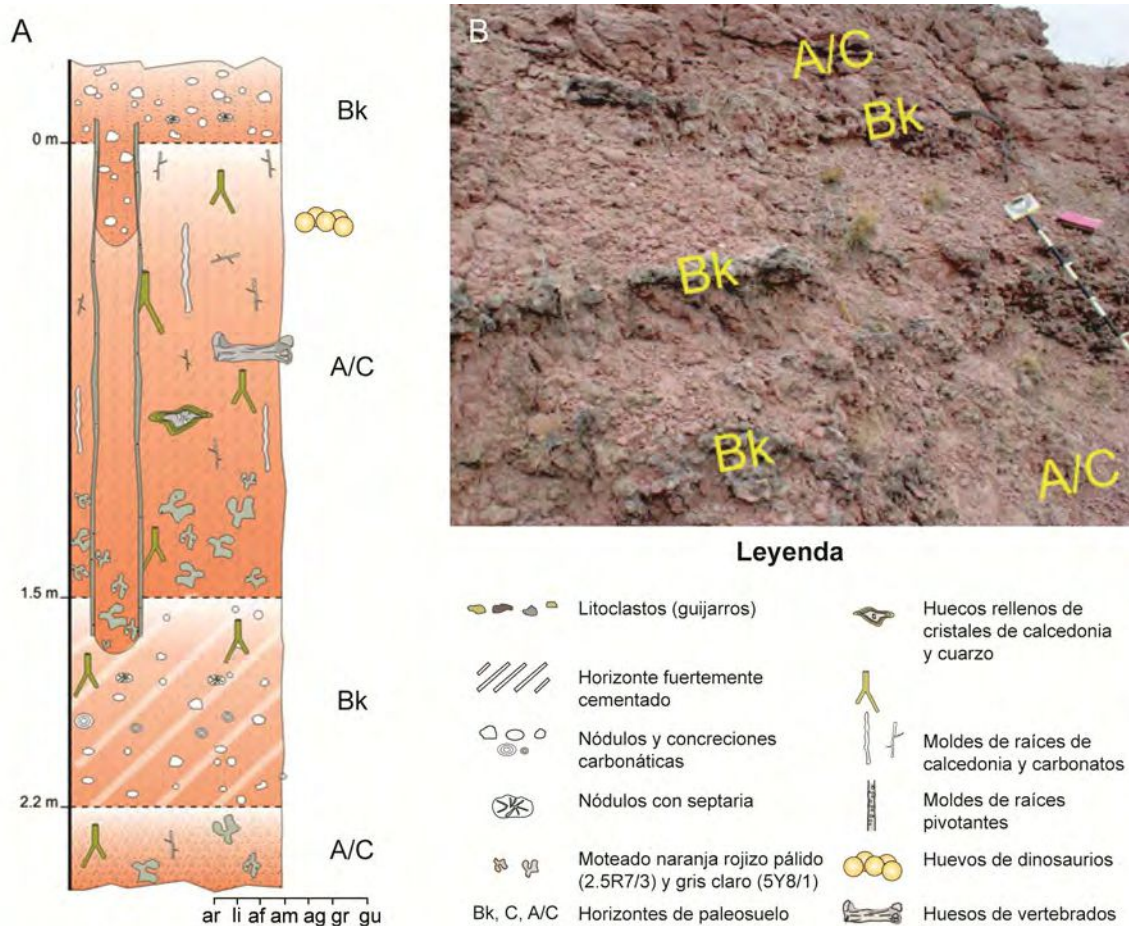 A
Bk
0 m
A/C
1.5 m
Bk
2.2 m
A/C
ar li af am ag gr gu
B
A/C
Bk
Bk
Bk
A/C
Leyenda
Litoclastos (guijarros)
Horizonte fuertemente
cementado
Nódulos y concreciones
carbonáticas
Nódulos con septaria
Moteado naranja rojizo pálido
(2.5R7/3) y gris claro (5Y8/1)
Bk, C, A/C Horizontes de paleosuelo
Huecos rellenos de
cristales de calcedonia
y cuarzo
Moldes de raíces de
calcedonia y carbonatos
Moldes de raíces
pivotantes
Huevos de dinosaurios
Huesos de vertebrados